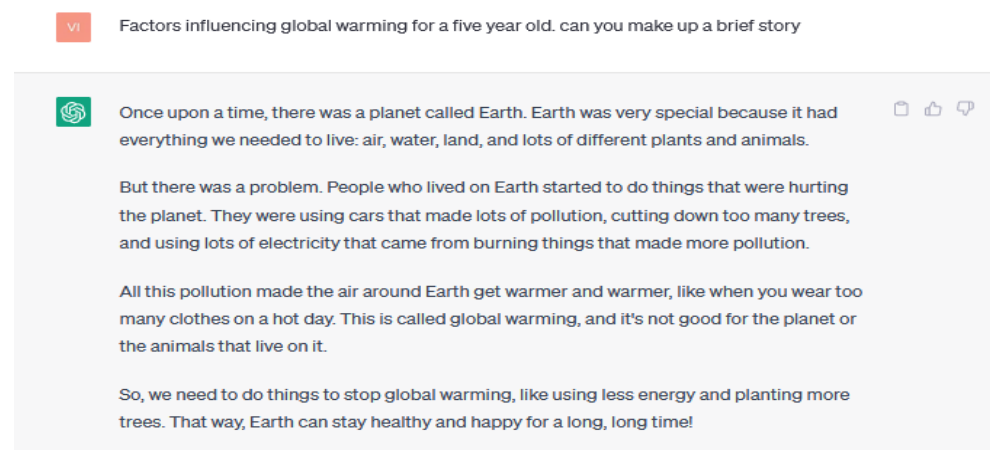 VI
Factors influencing global warming for a five year old. can you make up a brief story
Once upon a time, there was a planet called Earth. Earth was very special because it had
everything we needed to live: air, water, land, and lots of different plants and animals.
But there was a problem. People who lived on Earth started to do things that were hurting
the planet. They were using cars that made lots of pollution, cutting down too many trees,
and using lots of electricity that came from burning things that made more pollution.
All this pollution made the air around Earth get warmer and warmer, like when you wear too
many clothes on a hot day. This is called global warming, and it's not good for the planet or
the animals that live on it.
So, we need to do things to stop global warming, like using less energy and planting more
trees. That way, Earth can stay healthy and happy for a long, long time!